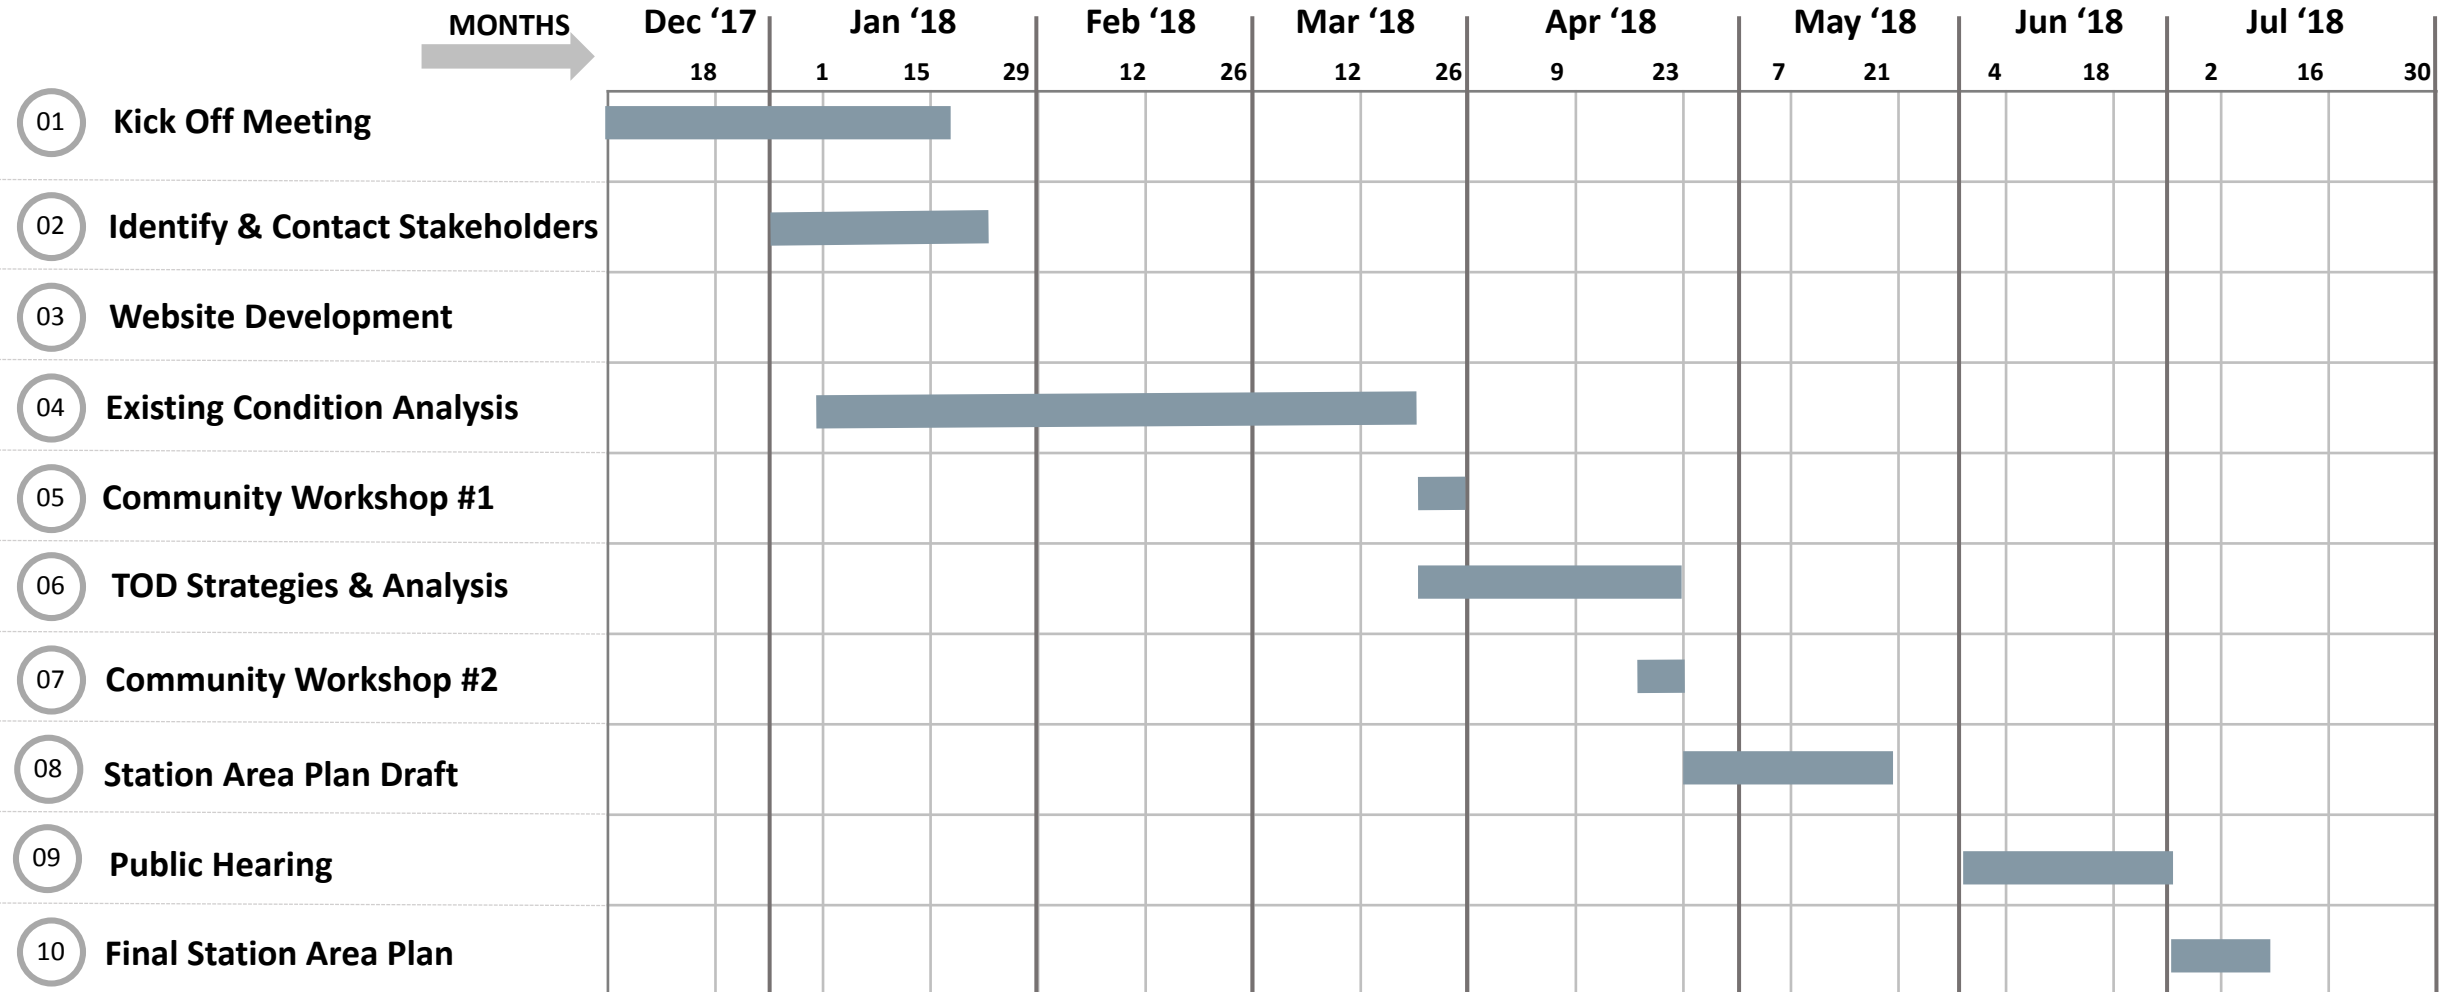 MONTHS Dec ‘17 Jan ‘18 Feb ‘18 Mar ‘18 Apr ‘18 May ‘18 Jun ‘18 Jul ‘18
18 1 15 29 12 26 12 26 9 23 7 21 4 18 2 16 30
01 Kick Off Meeting
02 Identify & Contact Stakeholders
03 Website Development
04 Existing Condition Analysis
05 Community Workshop #1
06 TOD Strategies & Analysis
07 Community Workshop #2
08 Station Area Plan Draft
09 Public Hearing
10 Final Station Area Plan